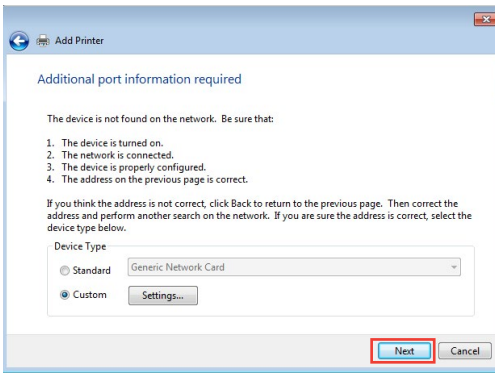 Add Printer
Additional port information required
The device is not found on the network. Be sure that:
1. The device is turned on.
2. The network is connected.
3. The device is properly configured.
4. The address on the previous page is correct.
If you think the address is not correct, click Back to return to the previous page. Then correct the
address and perform another search on the network. If you are sure the address is correct, select the
device type below.
Device Type
Standard Generic Network Card
Custom Settings...
Next Cancel